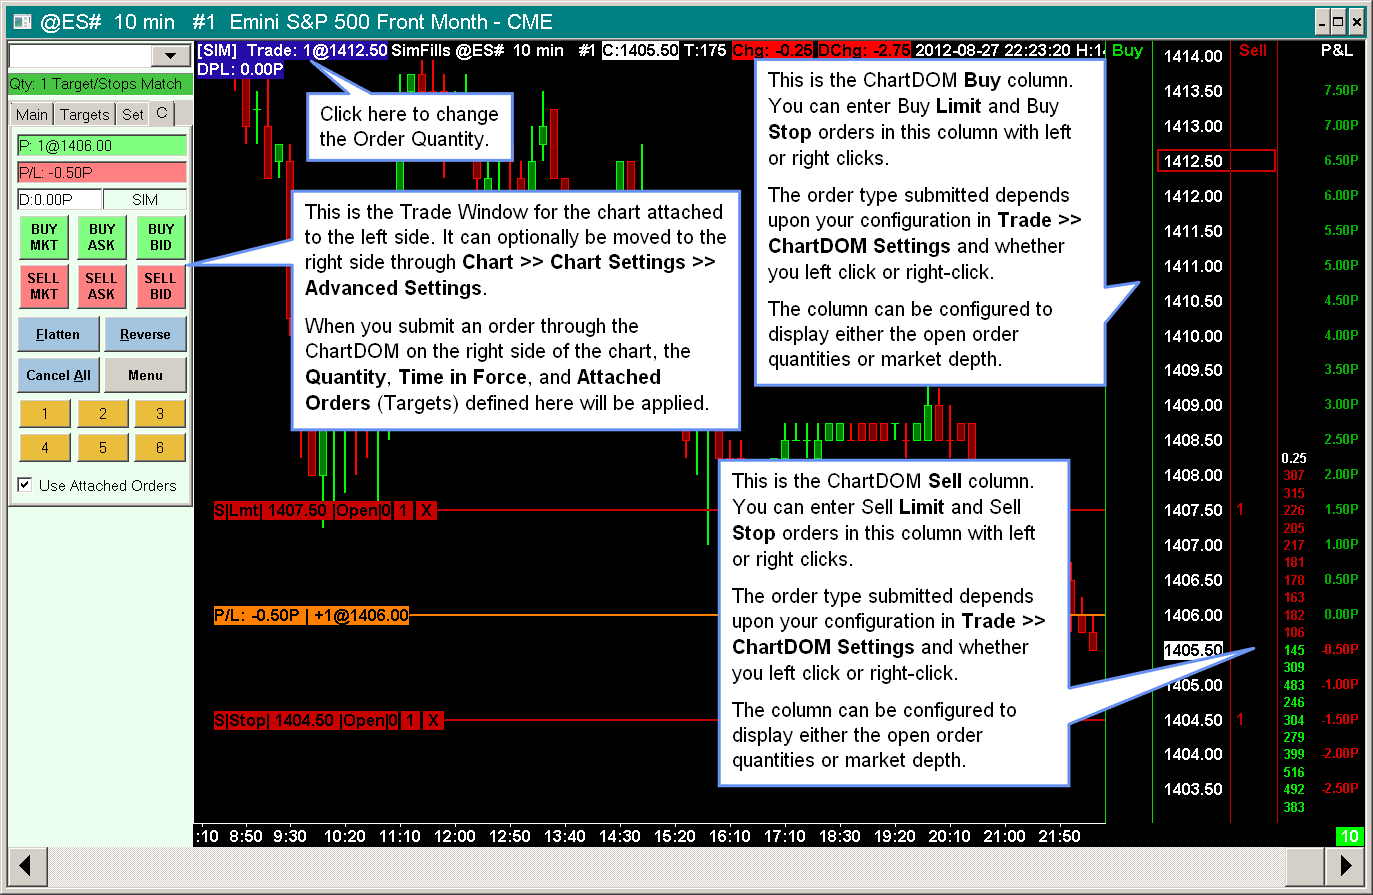 @ES#  10 min   #1  Emini S&P 500 Front Month - CME
[SIM]  Trade: 1@1412.50 SimFills @ES#  10 min   #1 C:1405.50 T:175 Chg: -0.25 DChg: -2.75 2012-08-27 22:23:20 H:14
DPL: 0.00P
Buy
Sell
P&L
Qty: 1 Target/Stops Match
Main Targets Set C
P: 1@1406.00
P/L: -0.50P
D:0.00P SIM
BUY MKT
BUY ASK
BUY BID
SELL MKT
SELL ASK
SELL BID
Flatten Reverse
Cancel All Menu
1 2 3
4 5 6
Use Attached Orders
Click here to change
the Order Quantity.
This is the Trade Window for the chart attached
to the left side. It can optionally be moved to the
right side through Chart >> Chart Settings >>
Advanced Settings.
When you submit an order through the
ChartDOM on the right side of the chart, the
Quantity, Time in Force, and Attached
Orders (Targets) defined here will be applied.
This is the ChartDOM Buy column.
You can enter Buy Limit and Buy
Stop orders in this column with left
or right clicks.
The order type submitted depends
upon your configuration in Trade >>
ChartDOM Settings and whether
you left click or right-click.
The column can be configured to
display either the open order
quantities or market depth.
This is the ChartDOM Sell column.
You can enter Sell Limit and Sell
Stop orders in this column with left
or right clicks.
The order type submitted depends
upon your configuration in Trade >>
ChartDOM Settings and whether
you left click or right-click.
The column can be configured to
display either the open order
quantities or market depth.
S|Lmt| 1407.50 |Open|0 1 X
P/L: -0.50P | +1@1406.00
S|Stop| 1404.50 |Open|0 1 X
1414.00
1413.50
1413.00
1412.50
1412.00
1411.50
1411.00
1410.50
1410.00
1409.50
1409.00
1408.50
1408.00
1407.50
1407.00
1406.50
1406.00
1405.50
1405.00
1404.50
1404.00
1403.50
1
1
0.25
307
315
226
205
217
181
178
163
182
106
145
309
483
246
304
279
399
516
492
383
7.50P
7.00P
6.50P
6.00P
5.50P
5.00P
4.50P
4.00P
3.50P
3.00P
2.50P
2.00P
1.50P
1.00P
0.50P
0.00P
-0.50P
-1.00P
-1.50P
-2.00P
-2.50P
:10 8:50 9:30 10:20 11:10 12:00 12:50 13:40 14:30 15:20 16:10 17:10 18:30 19:20 20:10 21:00 21:50
10